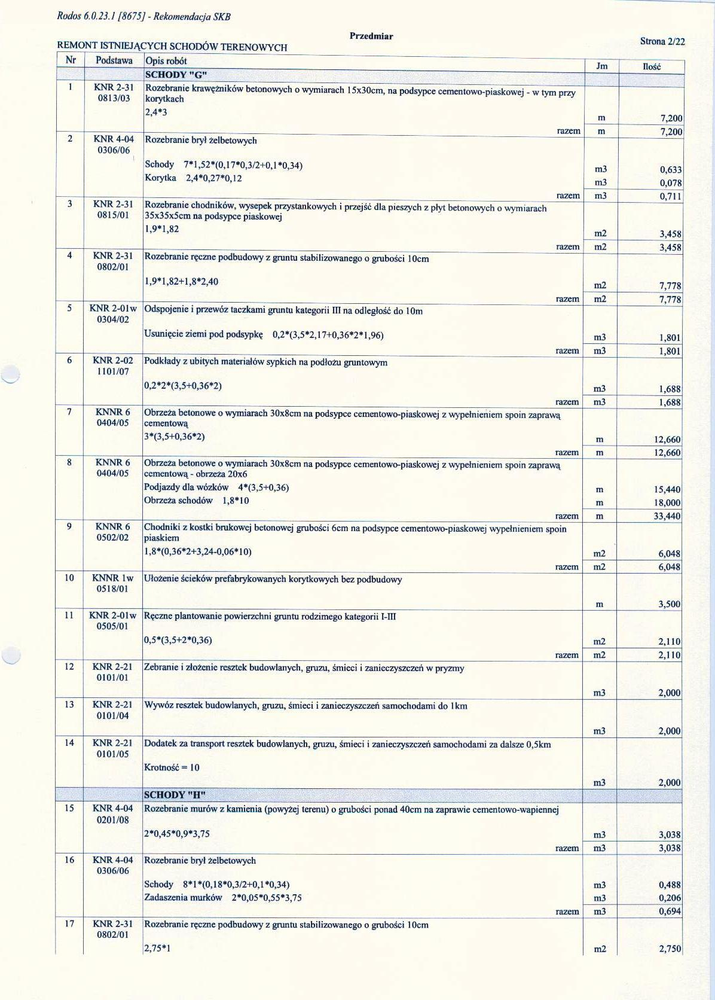 Rodos 6.0.23.1 [8675] - Rekomendacja SKB
Przedmiar
REMONT ISTNIEJĄCYCH SCHODÓW TERENOWYCH Strona 2/22
Nr Podstawa Opis robót Jm Ilość
SCHODY "G"
1 KNR 2-31 Rozebranie krawężników betonowych o wymiarach 15x30cm, na podsypce cementowo-piaskowej - w tym przy
0813/03 korytkach
2,4*3 m 7,200
razem m 7,200
2 KNR 4-04 Rozebranie brył żelbetowych
0306/06
Schody 7*1,52*(0,17*0,3/2+0,1*0,34) m3 0,633
Korytka 2,4*0,27*0,12 m3 0,078
razem m3 0,711
3 KNR 2-31 Rozebranie chodników, wysepek przystankowych i przejść dla pieszych z płyt betonowych o wymiarach
0815/01 35x35x5cm na podsypce piaskowej
1,9*1,82 m2 3,458
razem m2 3,458
4 KNR 2-31 Rozebranie ręczne podbudowy z gruntu stabilizowanego o grubości 10cm
0802/01
1,9*1,82+1,8*2,40 m2 7,778
razem m2 7,778
5 KNR 2-01w Odspojenie i przewóz taczkami gruntu kategorii III na odległość do 10m
0304/02
Usunięcie ziemi pod podsypkę 0,2*(3,5*2,17+0,36*2*1,96) m3 1,801
razem m3 1,801
6 KNR 2-02 Podkłady z ubitych materiałów sypkich na podłożu gruntowym
1101/07
0,2*2*(3,5+0,36*2) m3 1,688
razem m3 1,688
7 KNNR 6 Obrzeża betonowe o wymiarach 30x8cm na podsypce cementowo-piaskowej z wypełnieniem spoin zaprawą
0404/05 cementową
3*(3,5+0,36*2) m 12,660
razem m 12,660
8 KNNR 6 Obrzeża betonowe o wymiarach 30x8cm na podsypce cementowo-piaskowej z wypełnieniem spoin zaprawą
0404/05 cementową - obrzeża 20x6
Podjazdy dla wózków 4*(3,5+0,36) m 15,440
Obrzeża schodów 1,8*10 m 18,000
razem m 33,440
9 KNNR 6 Chodniki z kostki brukowej betonowej grubości 6cm na podsypce cementowo-piaskowej wypełnieniem spoin
0502/02 piaskiem
1,8*(0,36*2+3,24-0,06*10) m2 6,048
razem m2 6,048
10 KNNR 1w Ułożenie ścieków prefabrykowanych korytkowych bez podbudowy
0518/01
m 3,500
11 KNR 2-01w Ręczne plantowanie powierzchni gruntu rodzimego kategorii I-III
0505/01
0,5*(3,5+2*0,36) m2 2,110
razem m2 2,110
12 KNR 2-21 Zebranie i złożenie resztek budowlanych, gruzu, śmieci i zanieczyszczeń w pryzmy
0101/01
m3 2,000
13 KNR 2-21 Wywóz resztek budowlanych, gruzu, śmieci i zanieczyszczeń samochodami do 1km
0101/04
m3 2,000
14 KNR 2-21 Dodatek za transport resztek budowlanych, gruzu, śmieci i zanieczyszczeń samochodami za dalsze 0,5km
0101/05
Krotność = 10
m3 2,000
SCHODY "H"
15 KNR 4-04 Rozebranie murów z kamienia (powyżej terenu) o grubości ponad 40cm na zaprawie cementowo-wapiennej
0201/08
2*0,45*0,9*3,75 m3 3,038
razem m3 3,038
16 KNR 4-04 Rozebranie brył żelbetowych
0306/06
Schody 8*1*(0,18*0,3/2+0,1*0,34) m3 0,488
Zadaszenia murków 2*0,05*0,55*3,75 m3 0,206
razem m3 0,694
17 KNR 2-31 Rozebranie ręczne podbudowy z gruntu stabilizowanego o grubości 10cm
0802/01
2,75*1 m2 2,750